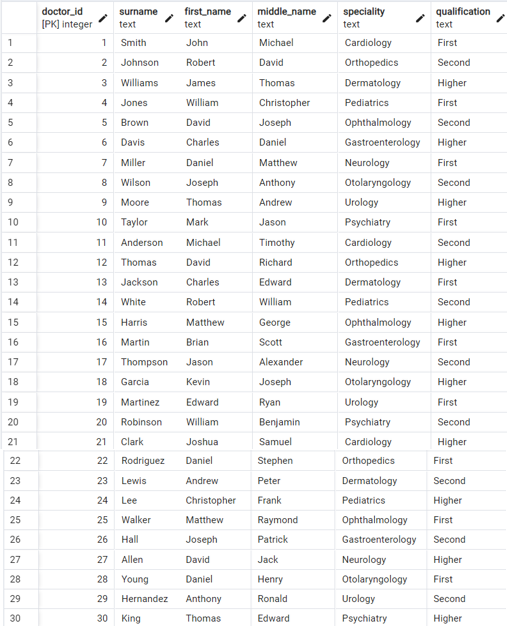 doctor_id surname first_name middle_name speciality qualification
[PK] integer text text text text text
1 1 Smith John Michael Cardiology First
2 2 Johnson Robert David Orthopedics Second
3 3 Williams James Thomas Dermatology Higher
4 4 Jones William Christopher Pediatrics First
5 5 Brown David Joseph Ophthalmology Second
6 6 Davis Charles Daniel Gastroenterology Higher
7 7 Miller Daniel Matthew Neurology First
8 8 Wilson Joseph Anthony Otolaryngology Second
9 9 Moore Thomas Andrew Urology Higher
10 10 Taylor Mark Jason Psychiatry First
11 11 Anderson Michael Timothy Cardiology Second
12 12 Thomas David Richard Orthopedics Higher
13 13 Jackson Charles Edward Dermatology First
14 14 White Robert William Pediatrics Second
15 15 Harris Matthew George Ophthalmology Higher
16 16 Martin Brian Scott Gastroenterology First
17 17 Thompson Jason Alexander Neurology Second
18 18 Garcia Kevin Joseph Otolaryngology Higher
19 19 Martinez Edward Ryan Urology First
20 20 Robinson William Benjamin Psychiatry Second
21 21 Clark Joshua Samuel Cardiology Higher
22 22 Rodriguez Daniel Stephen Orthopedics First
23 23 Lewis Andrew Peter Dermatology Second
24 24 Lee Christopher Frank Pediatrics Higher
25 25 Walker Matthew Raymond Ophthalmology First
26 26 Hall Joseph Patrick Gastroenterology Second
27 27 Allen David Jack Neurology Higher
28 28 Young Daniel Henry Otolaryngology First
29 29 Hernandez Anthony Ronald Urology Second
30 30 King Thomas Edward Psychiatry Higher